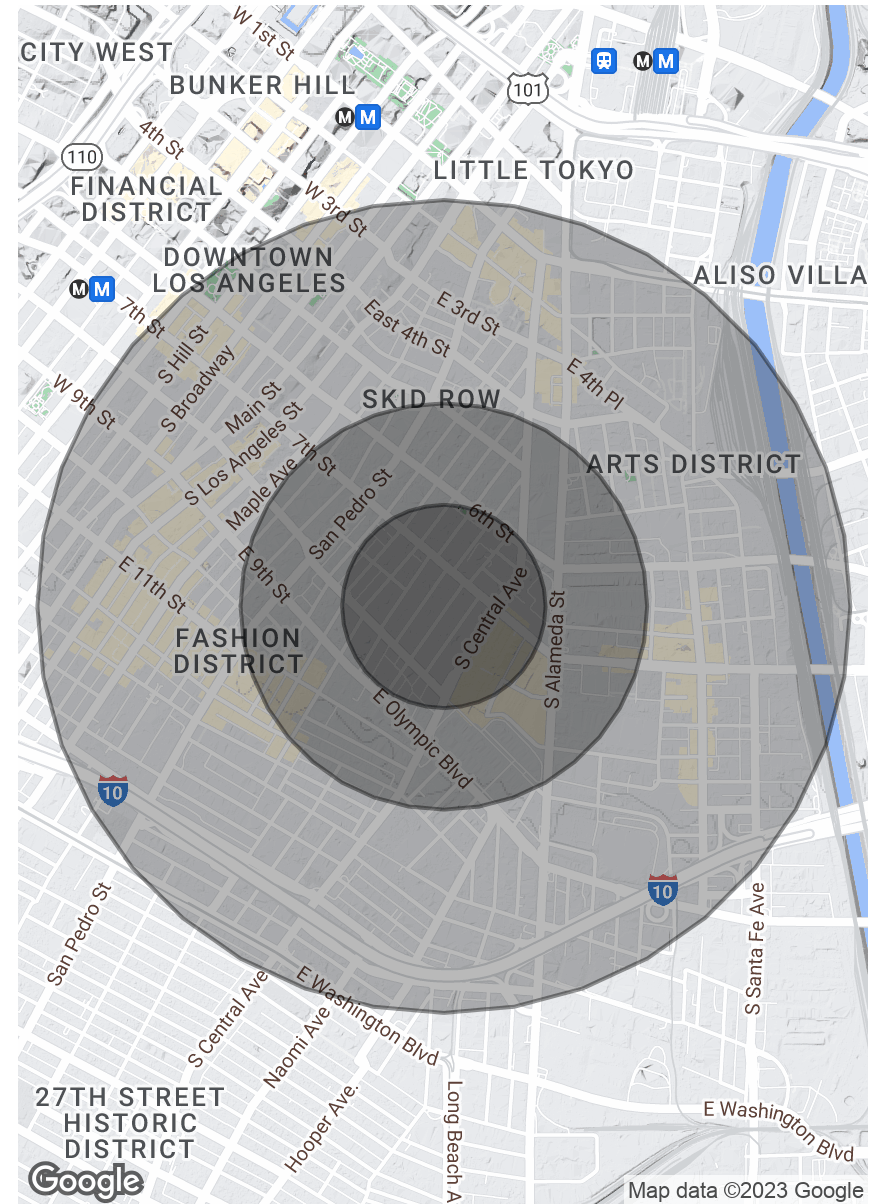 W 1st St
CITY WEST
BUNKER HILL
M
M
M
101
M
4th St
110
LITTLE TOKYO
FINANCIAL
DISTRICT
W 3rd St
DOWNTOWN
LOS ANGELES
ALISO VILLA
M
M
7th St
E 3rd St
East 4th St
S Hill St
S Broadway
E 4th Pl
W 9th St
Main St
SKID ROW
S Los Angeles St
7th St
ARTS DISTRICT
Maple Ave
San Pedro St
6th St
E 9th St
E 11th St
S Central Ave
S Alameda St
FASHION
DISTRICT
E Olympic Blvd
10
10
San Pedro St
S Santa Fe Ave
S Central Ave
E Washington Blvd
Naomi Ave
27TH STREET
HISTORIC
DISTRICT
Hooper Ave.
Long Beach A
E Washington Blvd
Google
Map data ©2023 Google